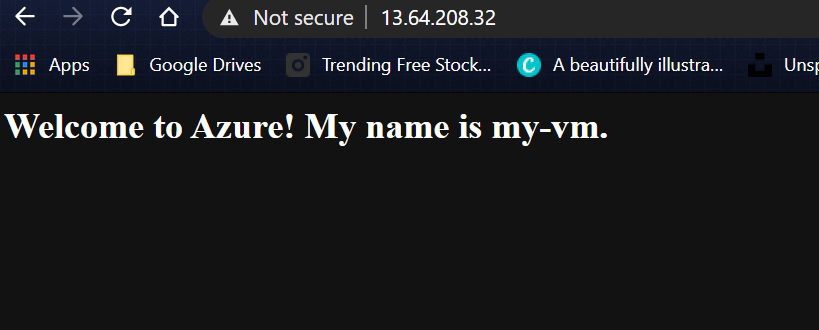 Not secure | 13.64.208.32
Apps Google Drives Trending Free Stock... A beautifully illustra... Unsp
Welcome to Azure! My name is my-vm.